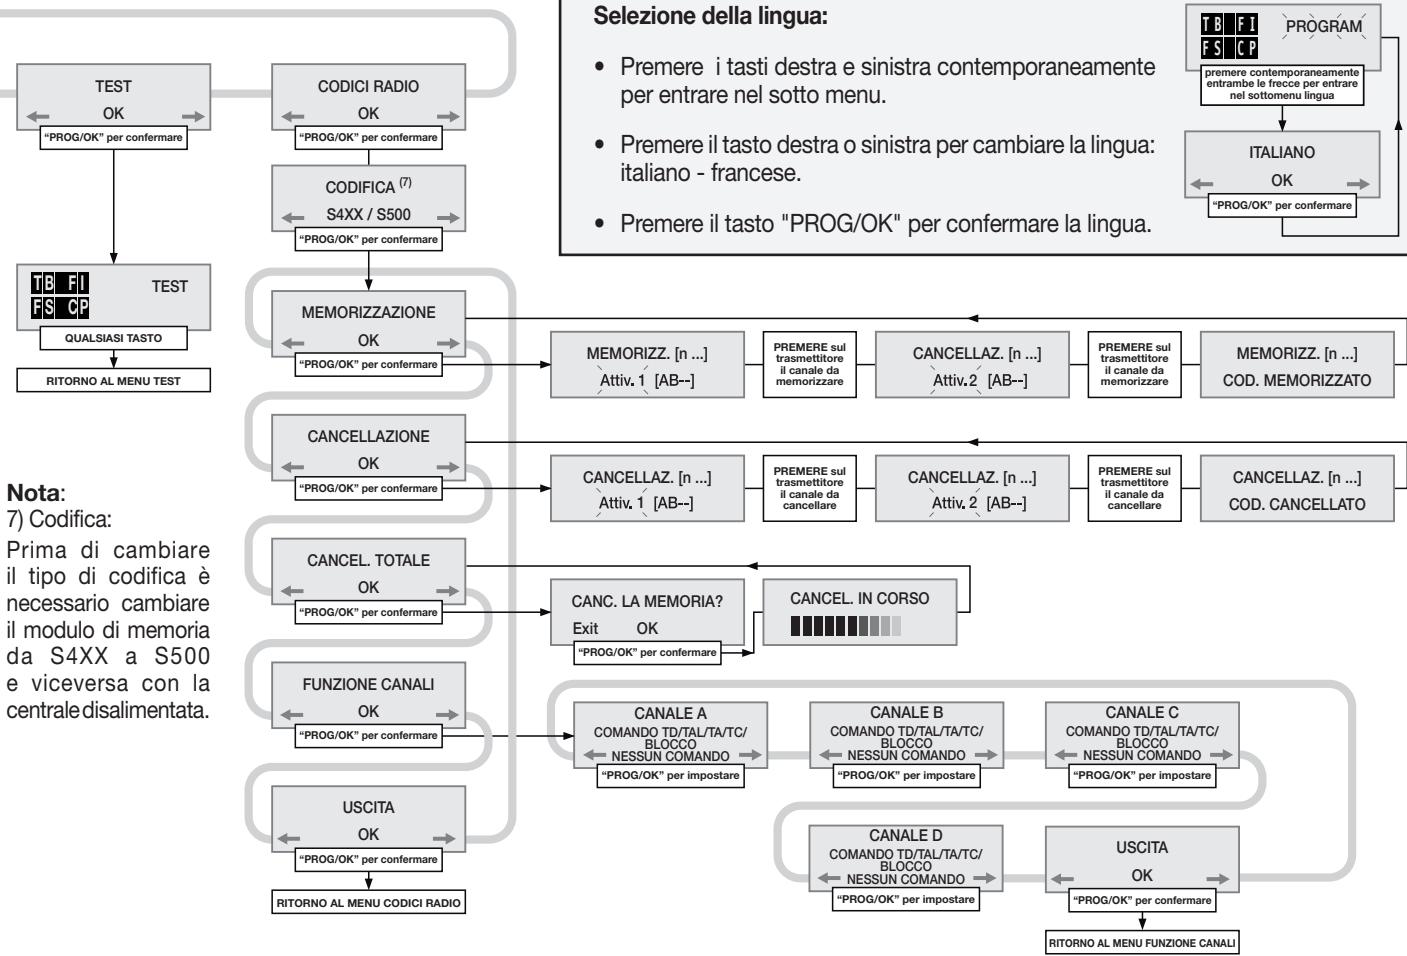 Selezione della lingua:
• Premere i tasti destra e sinistra contemporaneamente
per entrare nel sotto menu.
• Premere il tasto destra o sinistra per cambiare la lingua:
italiano - francese.
• Premere il tasto "PROG/OK" per confermare la lingua.
TB FI
FS CP
PROGRAM
premere contemporaneamente
entrambe le frecce per entrare
nel sottomenu lingua
ITALIANO
OK
"PROG/OK" per confermare
TEST
OK
"PROG/OK" per confermare
TB FI
FS CP
TEST
QUALSIASI TASTO
RITORNO AL MENU TEST
CODICI RADIO
OK
"PROG/OK" per confermare
CODIFICA (7)
S4XX / S500
"PROG/OK" per confermare
MEMORIZZAZIONE
OK
"PROG/OK" per confermare
MEMORIZZ. [n ...]
Attiv. 1 [AB--]
PREMERE sul
trasmettitore
il canale da
memorizzare
CANCELLAZ. [n ...]
Attiv.2 [AB--]
PREMERE sul
trasmettitore
il canale da
memorizzare
MEMORIZZ. [n ...]
COD. MEMORIZZATO
CANCELLAZIONE
OK
"PROG/OK" per confermare
CANCELLAZ. [n ...]
Attiv. 1 [AB--]
PREMERE sul
trasmettitore
il canale da
cancellare
CANCELLAZ. [n ...]
Attiv. 2 [AB--]
PREMERE sul
trasmettitore
il canale da
cancellare
CANCELLAZ. [n ...]
COD. CANCELLATO
Nota:
7) Codifica:
Prima di cambiare
il tipo di codifica è
necessario cambiare
il modulo di memoria
da S4XX a S500
e viceversa con la
centrale disalimentata.
CANCEL. TOTALE
OK
"PROG/OK" per confermare
CANC. LA MEMORIA?
Exit OK
"PROG/OK" per confermare
CANCEL. IN CORSO
FUNZIONE CANALI
OK
"PROG/OK" per confermare
CANALE A
COMANDO TD/TAL/TA/TC/
BLOCCO
NESSUN COMANDO
"PROG/OK" per impostare
CANALE B
COMANDO TD/TAL/TA/TC/
BLOCCO
NESSUN COMANDO
"PROG/OK" per impostare
CANALE C
COMANDO TD/TAL/TA/TC/
BLOCCO
NESSUN COMANDO
"PROG/OK" per impostare
USCITA
OK
"PROG/OK" per confermare
RITORNO AL MENU CODICI RADIO
CANALE D
COMANDO TD/TAL/TA/TC/
BLOCCO
NESSUN COMANDO
"PROG/OK" per impostare
USCITA
OK
"PROG/OK" per confermare
RITORNO AL MENU FUNZIONE CANALI